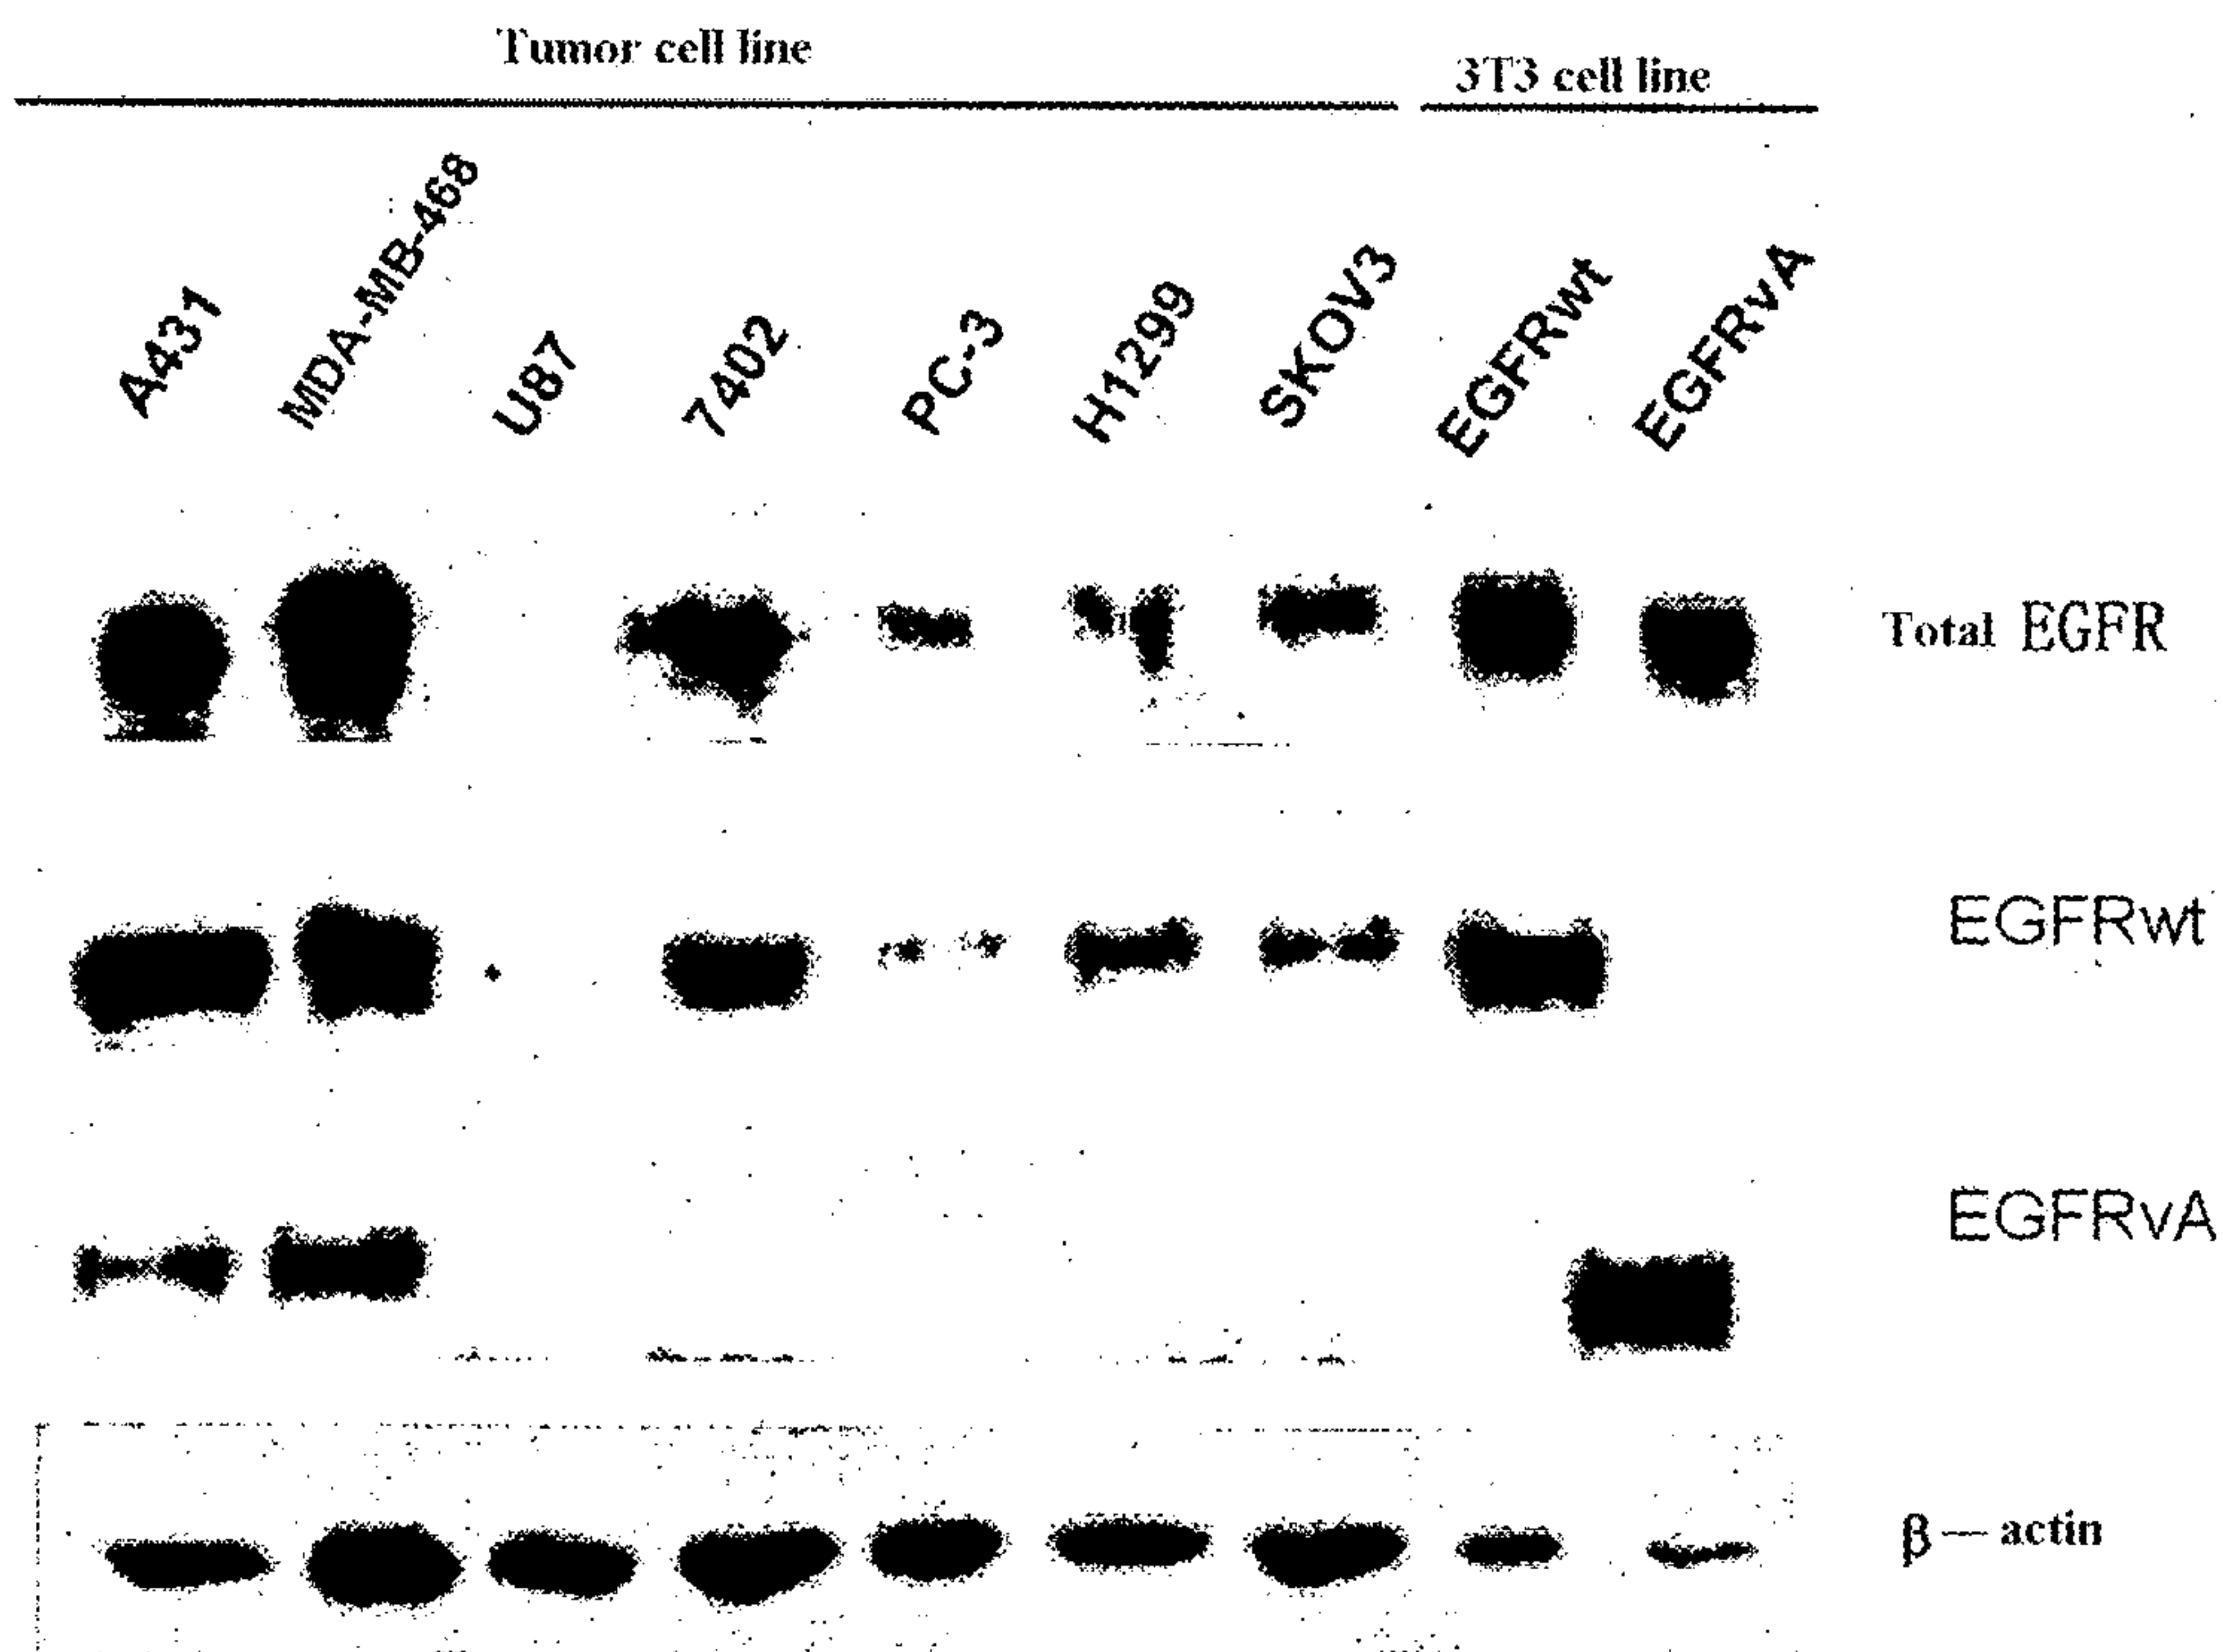 Tumor cell line
3T3 cell line
A431
MDA-MB-468
U87
7402
PC-3
H1299
SKOV3
EGFRwt
EGFRvA
Total EGFR
EGFRwt
EGFRvA
β — actin